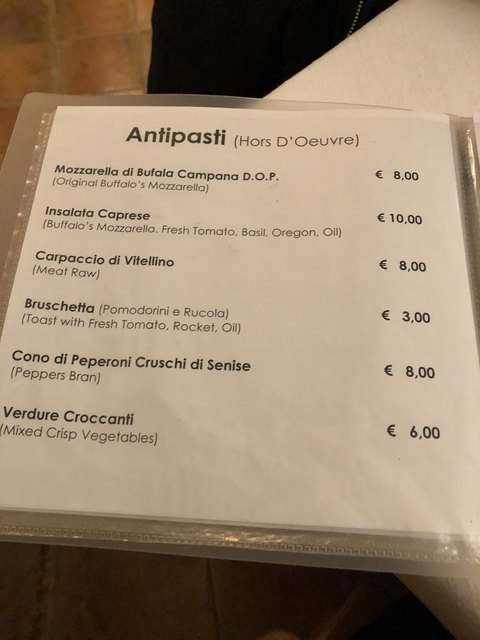 Antipasti (Hors D'Oeuvre)
Mozzarella di Bufala Campana D.O.P. € 8,00
(Original Buffalo's Mozzarella)
Insalata Caprese € 10,00
(Buffalo's Mozzarella. Fresh Tomato, Basil, Oregon, Oil)
Carpaccio di Vitellino € 8,00
(Meat Raw)
Bruschetta (Pomodorini e Rucola) € 3,00
(Toast with Fresh Tomato, Rocket, Oil)
Cono di Peperoni Cruschi di Senise € 8,00
(Peppers Bran)
Verdure Croccanti € 6,00
(Mixed Crisp Vegetables)